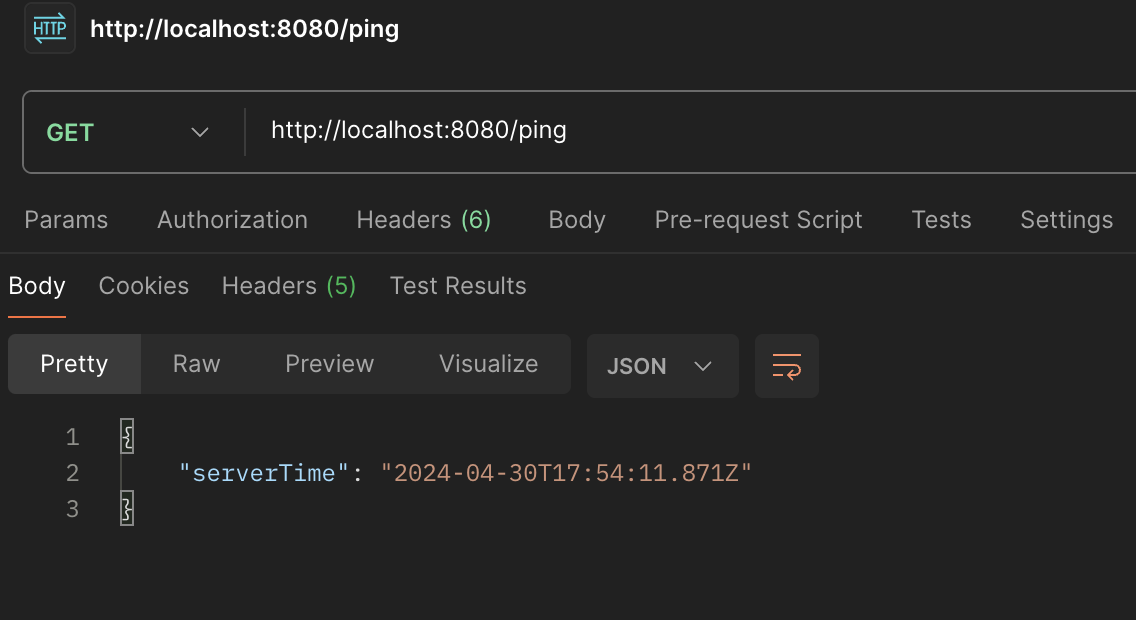 HTTP http://localhost:8080/ping
GET http://localhost:8080/ping
Params Authorization Headers (6) Body Pre-request Script Tests Settings
Body Cookies Headers (5) Test Results
Pretty Raw Preview Visualize JSON
1 {
2 "serverTime": "2024-04-30T17:54:11.871Z"
3 }